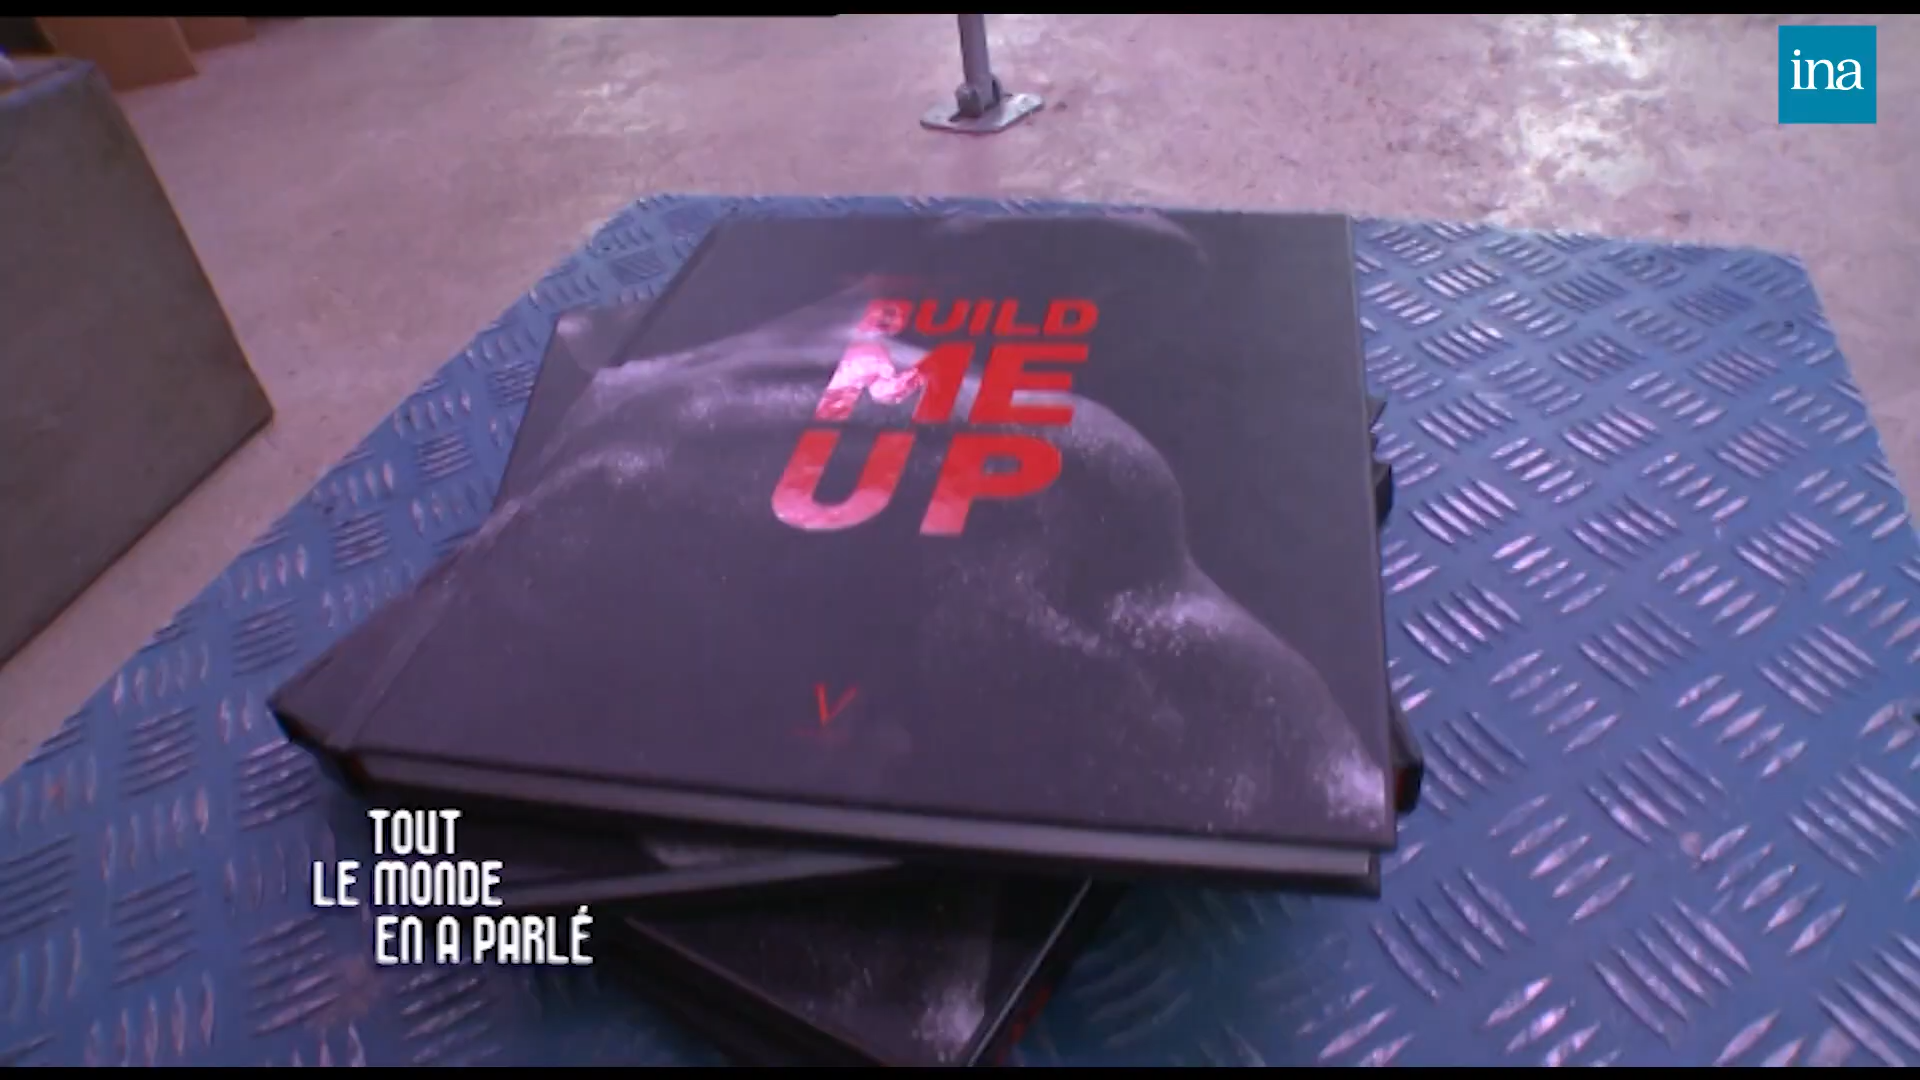 ina
BUILD
ME
UP
V
TOUT
LE MONDE
EN A PARLÉ